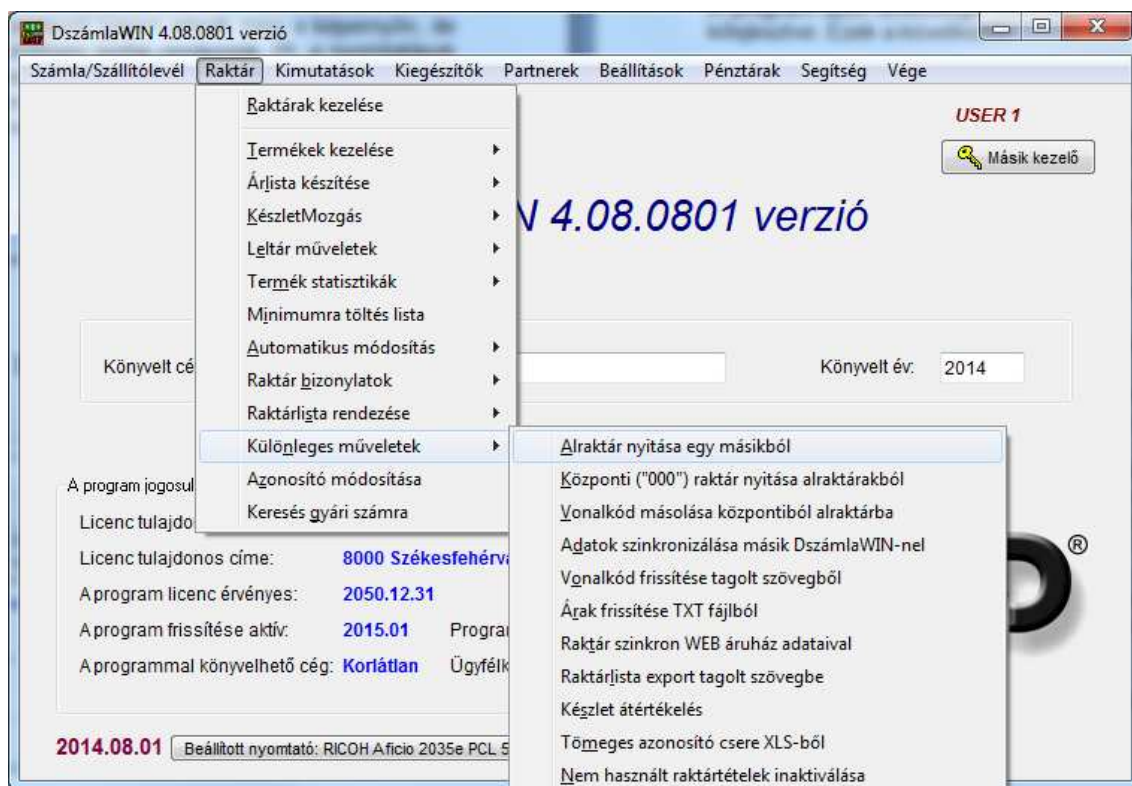 DszámlaWIN 4.08.0801 verzió
Számla/Szállítólevél Raktár Kimutatások Kiegészítők Partnerek Beállítások Pénztárak Segítség Vége
Raktárak kezelése
USER 1
Másik kezelő
Termékek kezelése
Árlista készítése
KészletMozgás
4.08.0801 verzió
Leltár műveletek
Termék statisztikák
Minimumra töltés lista
Automatikus módosítás
Könyvelt cé
Könyvelt év: 2014
Raktár bizonylatok
Raktárlista rendezése
Különleges műveletek
Azonosító módosítása
Keresés gyári számra
Alraktár nyitása egy másikból
Központi ("000") raktár nyitása alraktárakból
Vonalkód másolása központiból alraktárba
Adatok szinkronizálása másik DszámlaWIN-nel
Vonalkód frissítése tagolt szövegből
Árak frissítése TXT fájlból
Raktár szinkron WEB áruház adataival
Raktárlista export tagolt szövegbe
Készlet átértékelés
Tömeges azonosító csere XLS-ből
Nem használt raktártételek inaktiválása
A program jogosul
Licenc tulajdo
Licenc tulajdonos címe: 8000 Székesfehérvá
A program licenc érvényes: 2050.12.31
A program frissítése aktív: 2015.01 Progra
A programmal könyvelhető cég: Korlátlan Ügyfélk
®
2014.08.01 Beállított nyomtató: RICOH Aficio 2035e PCL 5